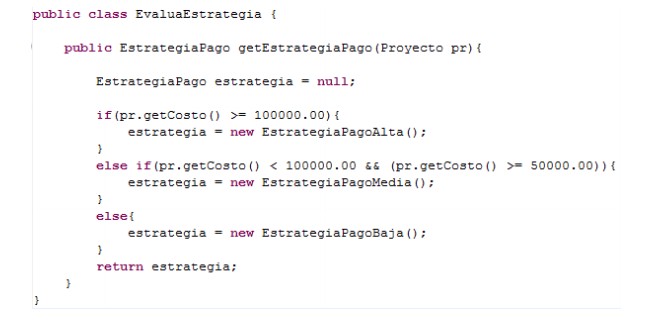 public class EvaluaEstrategia {
public EstrategiaPago getEstrategiaPago(Proyecto pr){
EstrategiaPago estrategia = null;
if(pr.getCosto() >= 100000.00){
estrategia = new EstrategiaPagoAlta();
}
else if(pr.getCosto() < 100000.00 && (pr.getCosto() >= 50000.00)){
estrategia = new EstrategiaPagoMedia();
}
else{
estrategia = new EstrategiaPagoBaja();
}
return estrategia;
}
}